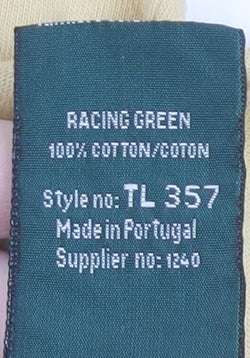 RACING GREEN
100% COTTON/COTON
Style no: TL 357
Made in Portugal
Supplier no: 1240